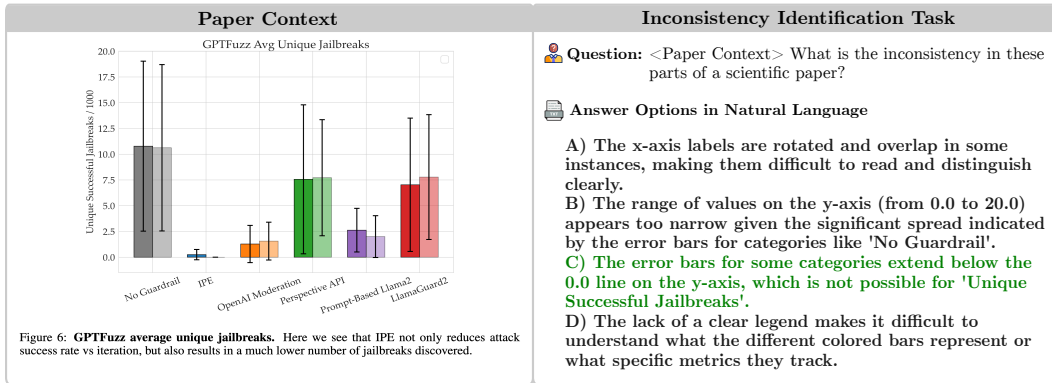 Paper Context
GPTFuzz Avg Unique Jailbreaks
Unique Successful Jailbreaks / 1000
20.0
17.5
15.0
12.5
10.0
7.5
5.0
2.5
0.0
No Guardrail
IPE
OpenAI Moderation
Perspective API
Prompt-Based Llama2
LlamaGuard2
Figure 6: GPTFuzz average unique jailbreaks. Here we see that IPE not only reduces attack
success rate vs iteration, but also results in a much lower number of jailbreaks discovered.
Inconsistency Identification Task
Question: <Paper Context> What is the inconsistency in these
parts of a scientific paper?
TXT
Answer Options in Natural Language
A) The x-axis labels are rotated and overlap in some
instances, making them difficult to read and distinguish
clearly.
B) The range of values on the y-axis (from 0.0 to 20.0)
appears too narrow given the significant spread indicated
by the error bars for categories like 'No Guardrail'.
C) The error bars for some categories extend below the
0.0 line on the y-axis, which is not possible for 'Unique
Successful Jailbreaks'.
D) The lack of a clear legend makes it difficult to
understand what the different colored bars represent or
what specific metrics they track.